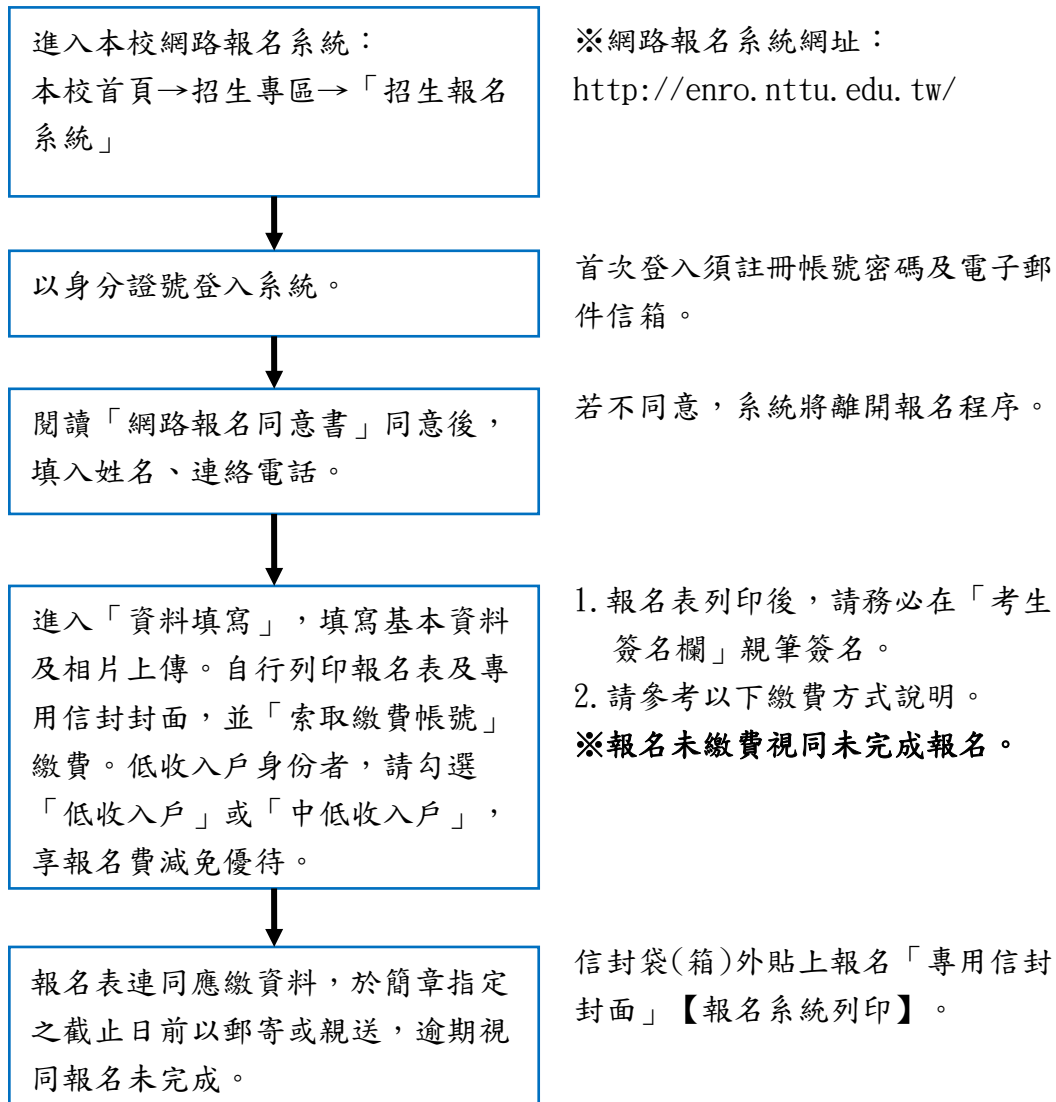 進入本校網路報名系統：
本校首頁→招生專區→「招生報名
系統」
※網路報名系統網址：
http://enro.nttu.edu.tw/
以身分證號登入系統。
首次登入須註冊帳號密碼及電子郵
件信箱。
閱讀「網路報名同意書」同意後，
填入姓名、連絡電話。
若不同意，系統將離開報名程序。
進入「資料填寫」，填寫基本資料
及相片上傳。自行列印報名表及專
用信封封面，並「索取繳費帳號」
繳費。低收入戶身份者，請勾選
「低收入戶」或「中低收入戶」，
享報名費減免優待。
1.報名表列印後，請務必在「考生
簽名欄」親筆簽名。
2.請參考以下繳費方式說明。
※報名未繳費視同未完成報名。
報名表連同應繳資料，於簡章指定
之截止日前以郵寄或親送，逾期視
同報名未完成。
信封袋(箱)外貼上報名「專用信封
封面」【報名系統列印】。